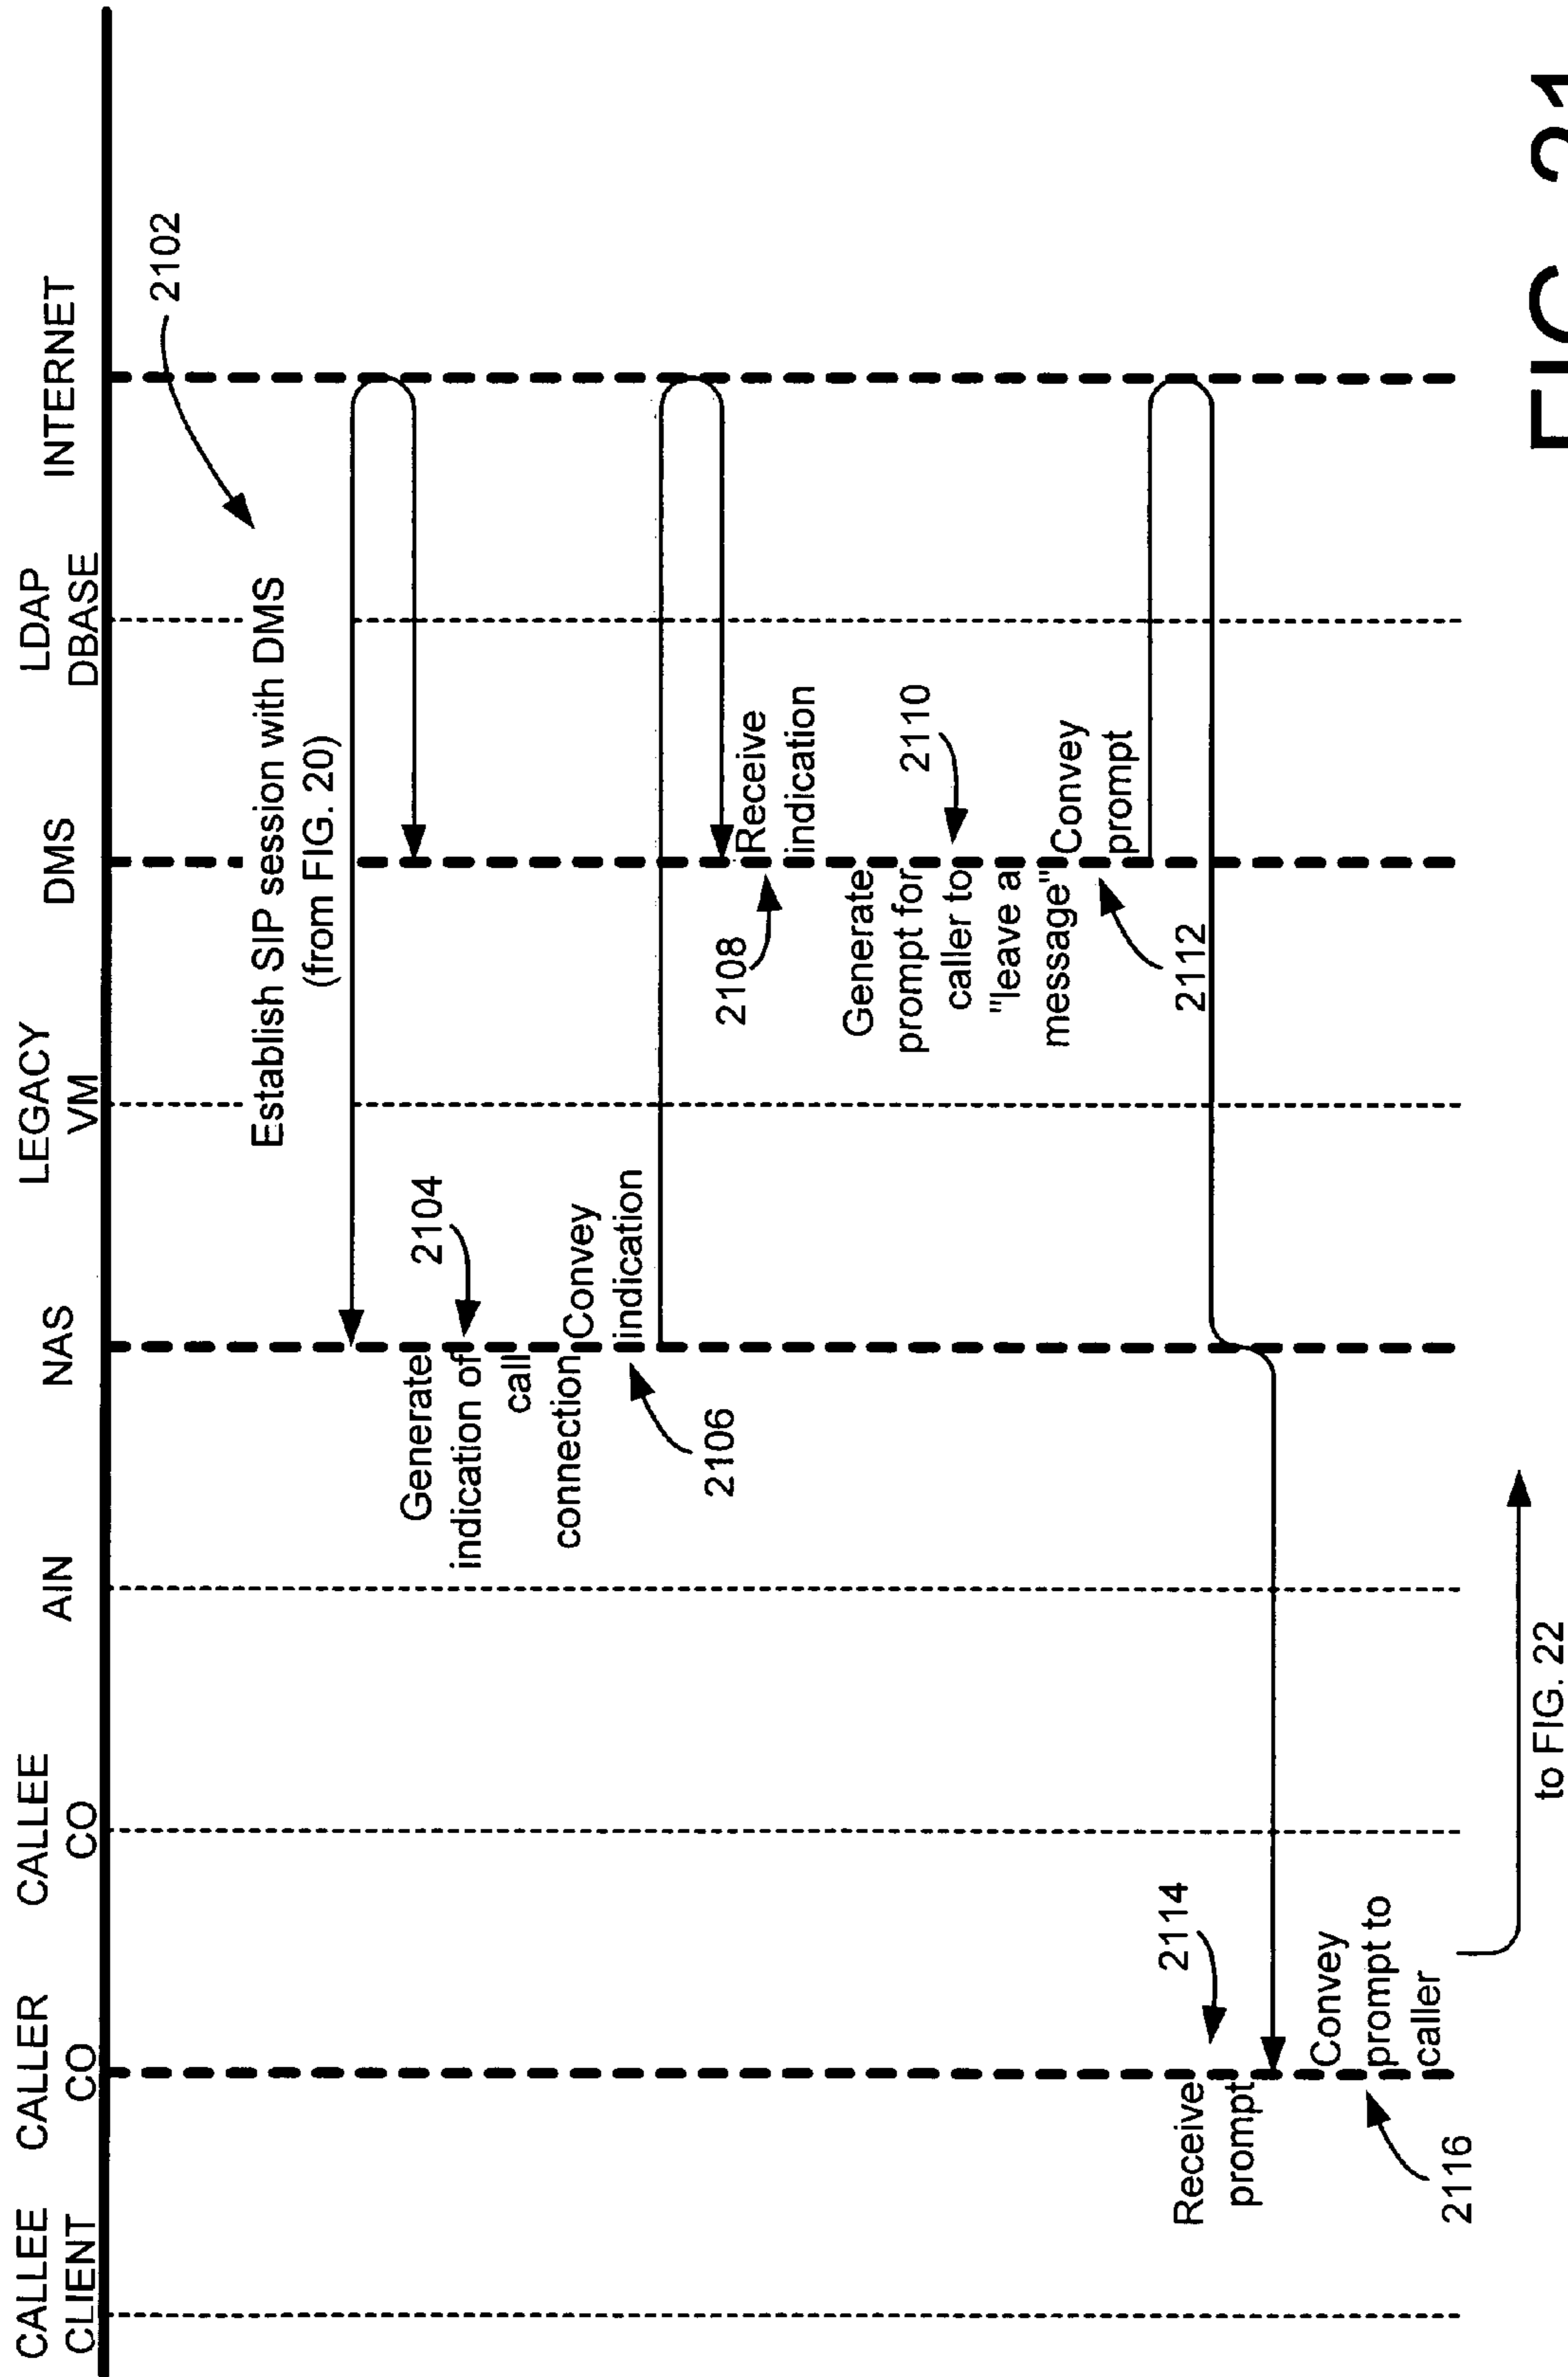 CALLEE
CLIENT
CALLER
CO
CALLEE
CO
AIN
NAS
LEGACY
VM
DMS
LDAP
DBASE
INTERNET
2102
Establish SIP session with DMS
(from FIG. 20)
2104
Generate
indication of
call
connection
Convey
indication
2106
Receive
indication
2108
2110
Generate
prompt for
caller to
"leave a
message"
Convey
prompt
2112
2114
Receive
prompt
Convey
prompt to
caller
2116
to FIG. 22
FIG. 21